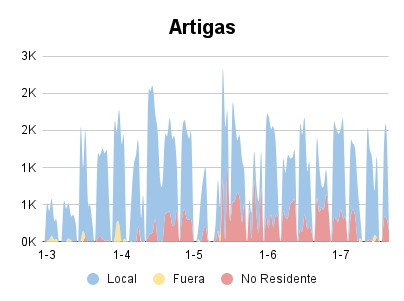 Artigas
3K
2K
2K
1K
1K
0K
1-3 1-4 1-5 1-6 1-7
Local Fuera No Residente